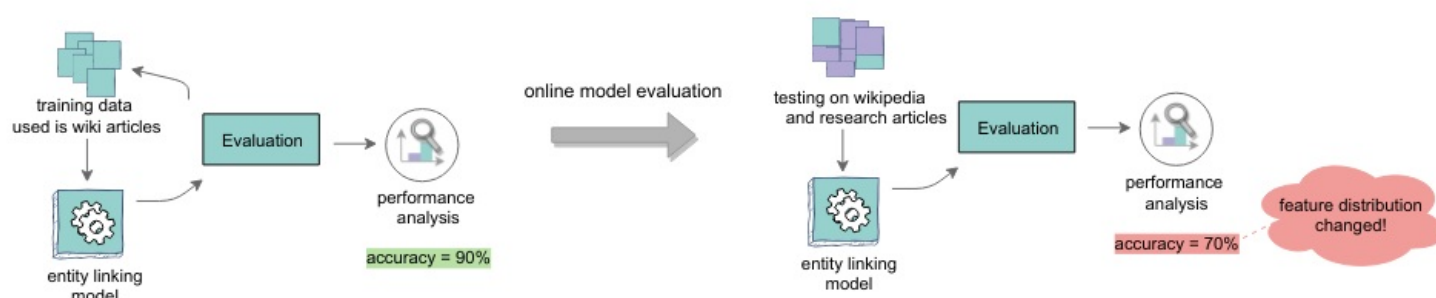 training data
used is wiki articles
Evaluation
performance
analysis
accuracy = 90%
entity linking
model
online model evaluation
testing on wikipedia
and research articles
Evaluation
performance
analysis
accuracy = 70%
feature distribution
changed!
entity linking
model